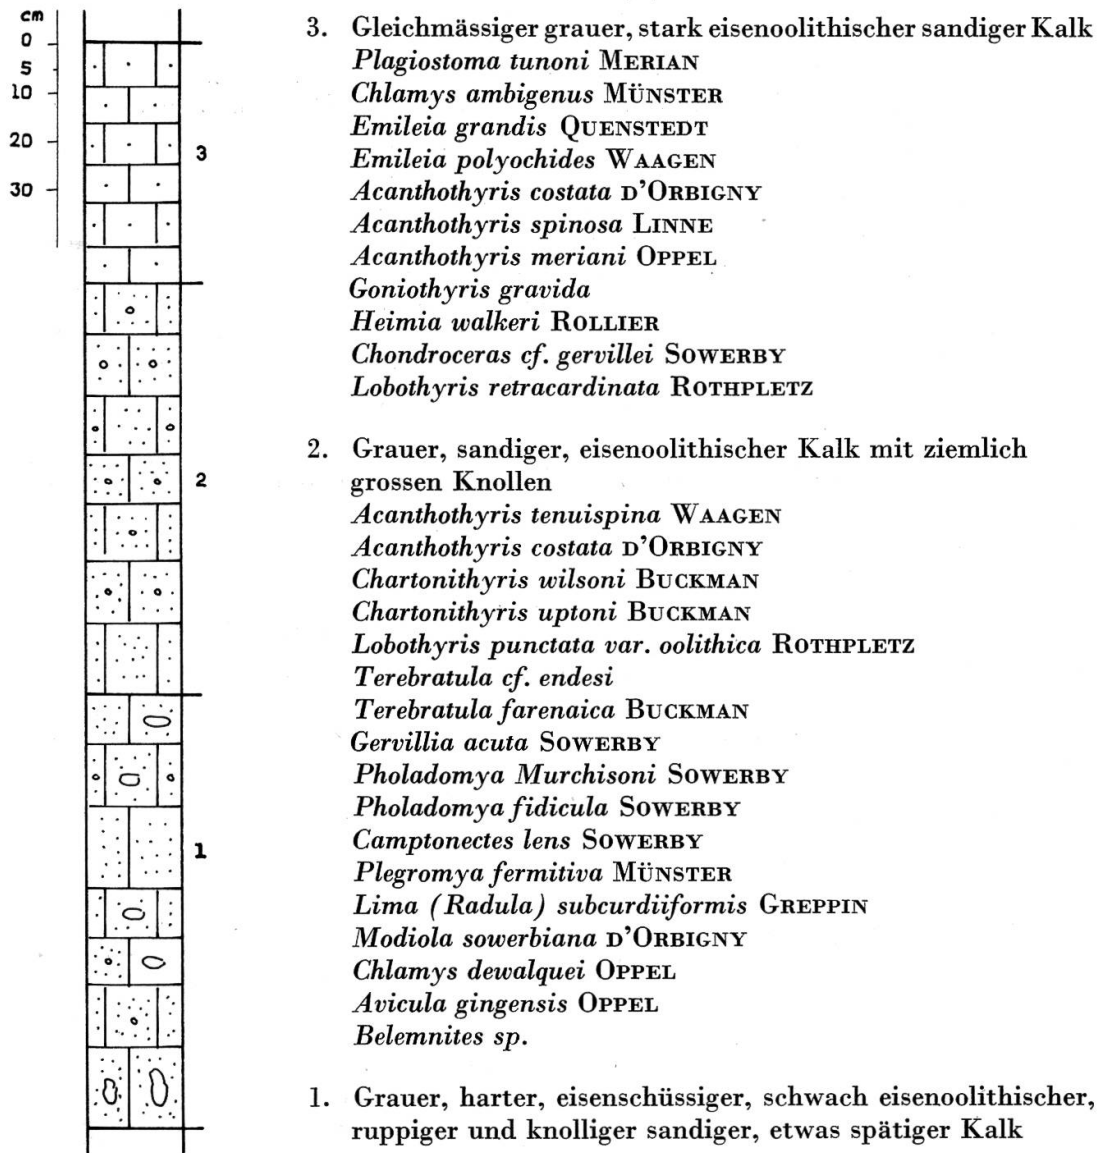 cm
0
5
10
20
30
3
2
1
3. Gleichmässiger grauer, stark eisenoolithischer sandiger Kalk
Plagiostoma tunoni MERIAN
Chlamys ambigenus MÜNSTER
Emileia grandis QUENSTEDT
Emileia polyochides WAAGEN
Acanthothyris costata D'ORBIGNY
Acanthothyris spinosa LINNE
Acanthothyris meriani OPPEL
Goniothyris gravida
Heimia walkeri ROLLIER
Chondroceras cf. gervillei SOWERBY
Lobothyris retracardinata ROTHPLETZ
2. Grauer, sandiger, eisenoolithischer Kalk mit ziemlich
grossen Knollen
Acanthothyris tenuispina WAAGEN
Acanthothyris costata D'ORBIGNY
Chartonithyris wilsoni BUCKMAN
Chartonithyris uptoni BUCKMAN
Lobothyris punctata var. oolithica ROTHPLETZ
Terebratula cf. endesi
Terebratula farenaica BUCKMAN
Gervillia acuta SOWERBY
Pholadomya Murchisoni SOWERBY
Pholadomya fidicula SOWERBY
Camptonectes lens SOWERBY
Plegromya fermitiva MÜNSTER
Lima (Radula) subcurdiiformis GREPPIN
Modiola sowerbiana D'ORBIGNY
Chlamys dewalquei OPPEL
Avicula gingensis OPPEL
Belemnites sp.
1. Grauer, harter, eisenschüssiger, schwach eisenoolithischer,
ruppiger und knolliger sandiger, etwas spätiger Kalk